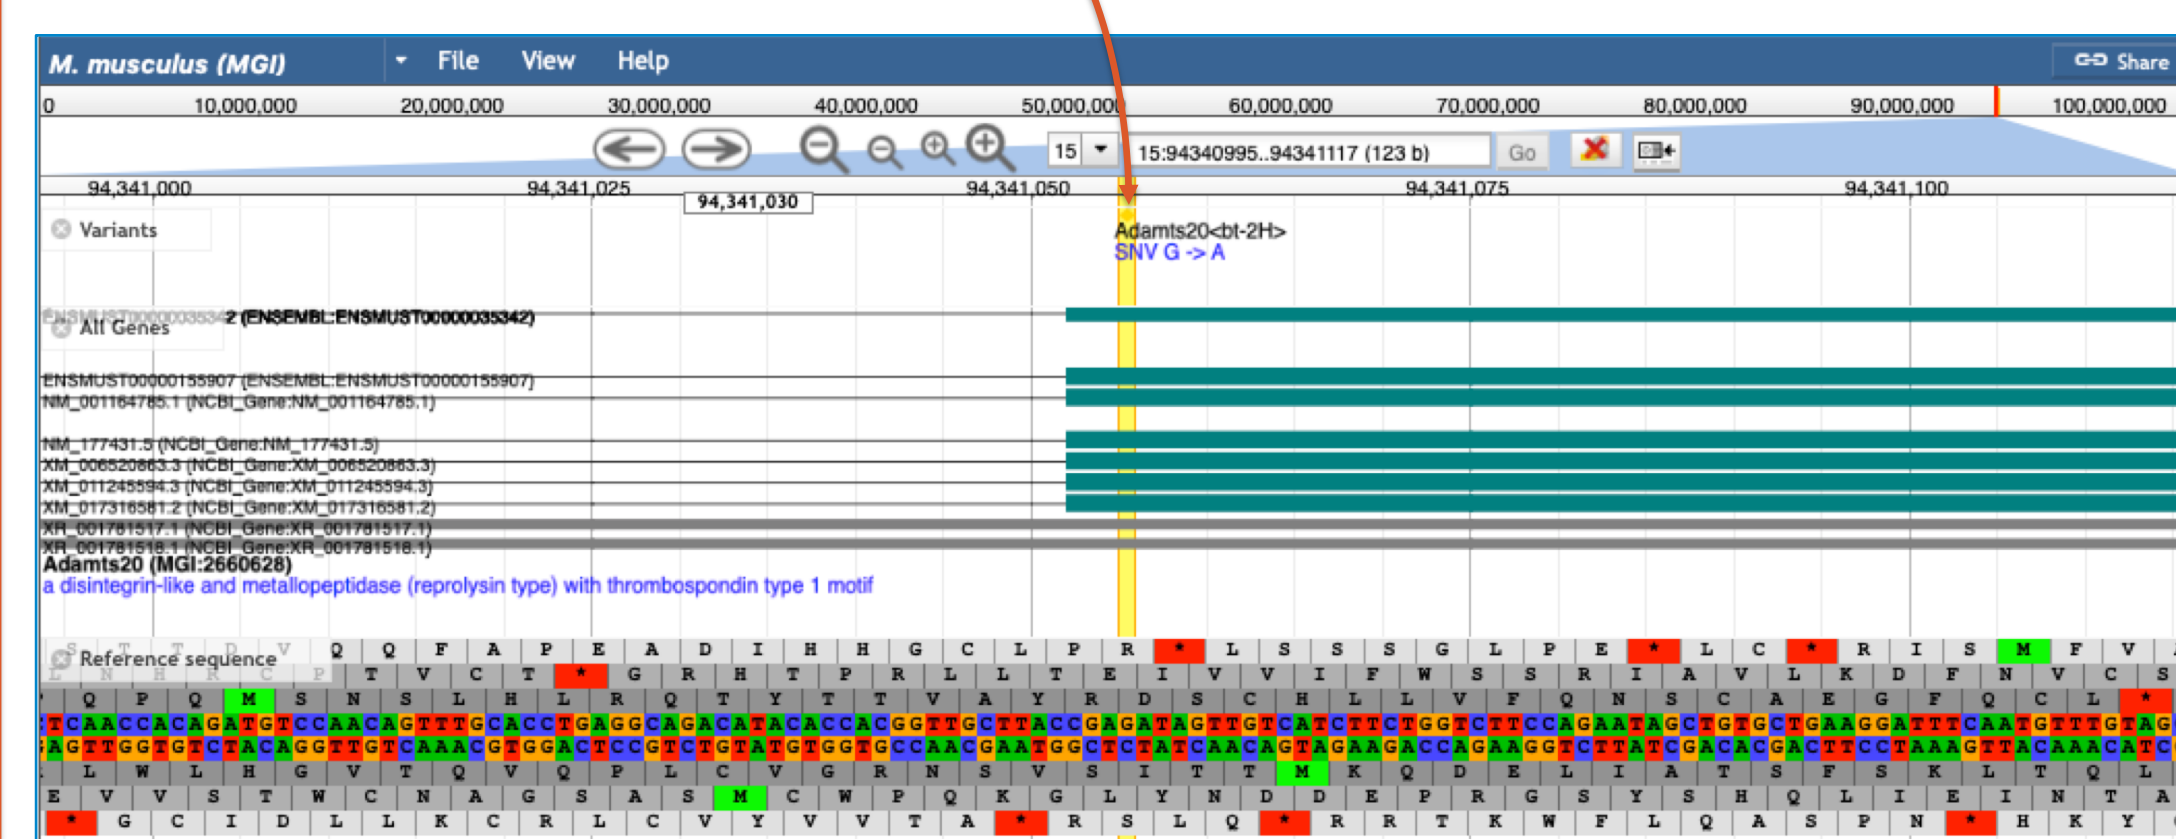 M. musculus (MGI) File View Help Share
0 10,000,000 20,000,000 30,000,000 40,000,000 50,000,000 60,000,000 70,000,000 80,000,000 90,000,000 100,000,000
15 15:94340995..94341117 (123 b) Go
94,341,000 94,341,025 94,341,050 94,341,075 94,341,100
94,341,030
Variants
Adamts20<bt-2H>
SNV G -> A
ENSMUST00000035342 (ENSEMBL:ENSMUST00000035342)
All Genes
ENSMUST00000155907 (ENSEMBL:ENSMUST00000155907)
NM_001164785.1 (NCBI_Gene:NM_001164785.1)
NM_177431.5 (NCBI_Gene:NM_177431.5)
XM_006520863.3 (NCBI_Gene:XM_006520863.3)
XM_011245594.3 (NCBI_Gene:XM_011245594.3)
XM_017316581.2 (NCBI_Gene:XM_017316581.2)
XR_001781517.1 (NCBI_Gene:XR_001781517.1)
XR_001781518.1 (NCBI_Gene:XR_001781518.1)
Adamts20 (MGI:2660628)
a disintegrin-like and metallopeptidase (reprolysin type) with thrombospondin type 1 motif
S T T D V Q Q F A P E A D I H H G C L P R * L S S S G L P E * L C * R I S M F V
Reference sequence
L N H R C P T V C T * G R H T P R L L T E I V V I F W S S R I A V L K D F N V C S
Q P Q M S N S L H L R Q T Y T T V A Y R D S C H L L V F Q N S C A E G F Q C L *
TCAACCACAGATGTCCAACAGTTTGCACCTGAGGCAGACATACACCACGGTTGCTTACCGAGATAGTTGTCATCTTCTGGTCTTCCAGAATAGCTGTGCTGAAGGATTTCAATGTTTGTAG
AGTTGGTGTCTACAGGTTGTCAAACGTGGACTCCGTCTGTATGTGGTGCCAACGAATGGCTCTATCAACAGTAGAAGACCAGAAGGTCTTATCGACACGACTTCCTAAAGTTACAAACATC
L W L H G V T Q V Q P L C V G R N S V S I T T M K Q D E L I A T S F S K L T Q L
E V V S T W C N A G S A S M C W P Q K G L Y N D D E P R G S Y S H Q L I E I N T A
* G C I D L L K C R L C V Y V V T A * R S L Q * R R T K W F L Q A S P N * H K Y